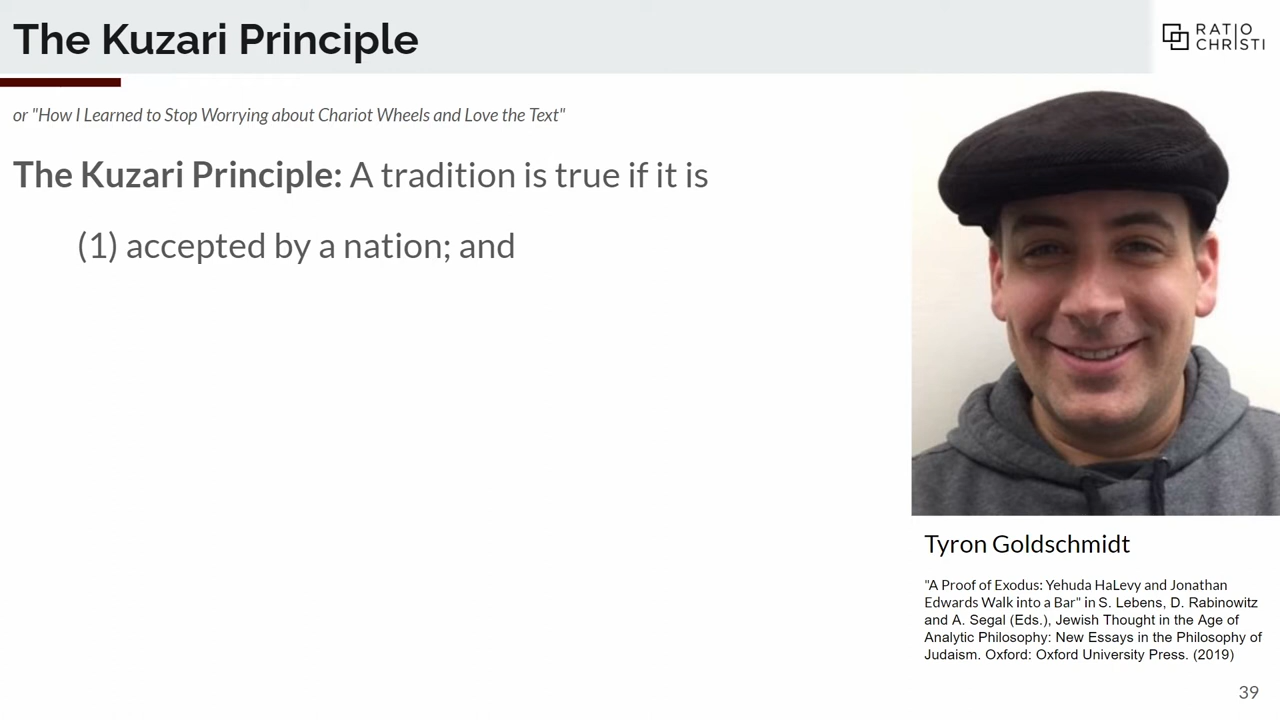 The Kuzari Principle
RATIO
CHRISTI
or "How I Learned to Stop Worrying about Chariot Wheels and Love the Text"
The Kuzari Principle: A tradition is true if it is
(1) accepted by a nation; and
Tyron Goldschmidt
"A Proof of Exodus: Yehuda HaLevy and Jonathan
Edwards Walk into a Bar" in S. Lebens, D. Rabinowitz
and A. Segal (Eds.), Jewish Thought in the Age of
Analytic Philosophy: New Essays in the Philosophy of
Judaism. Oxford: Oxford University Press. (2019)
39